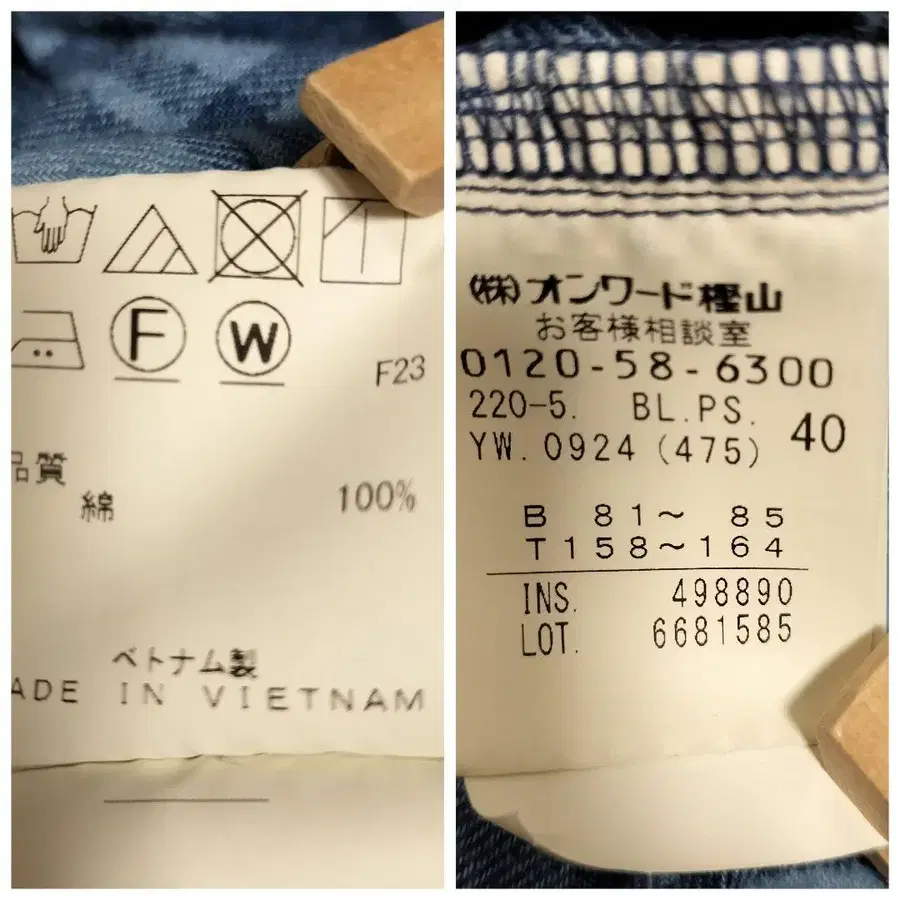 F
W
F23
品質
綿 100%
ベトナム製
ADE IN VIETNAM
(株)オンワード樫山
お客様相談室
0120-58-6300
220-5. BL.PS. 40
YW.0924 (475)
B 81～ 85
T158～164
INS. 498890
LOT. 6681585